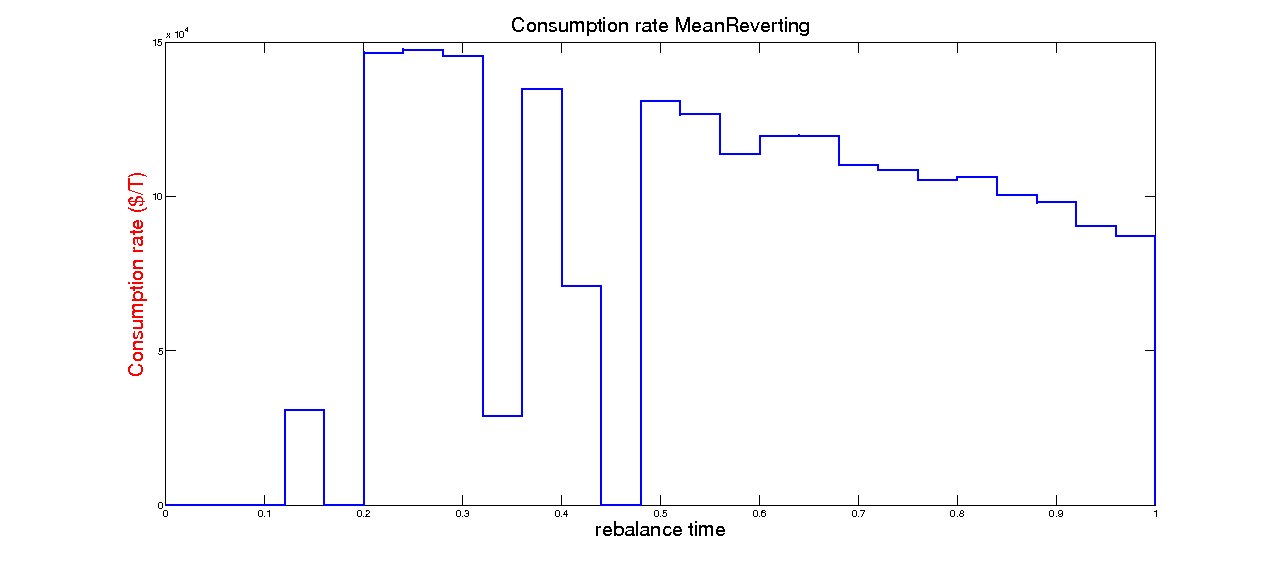 Consumption rate MeanReverting
x 10^4
15
10
5
0
Consumption rate ($/T)
0 0.1 0.2 0.3 0.4 0.5 0.6 0.7 0.8 0.9 1
rebalance time